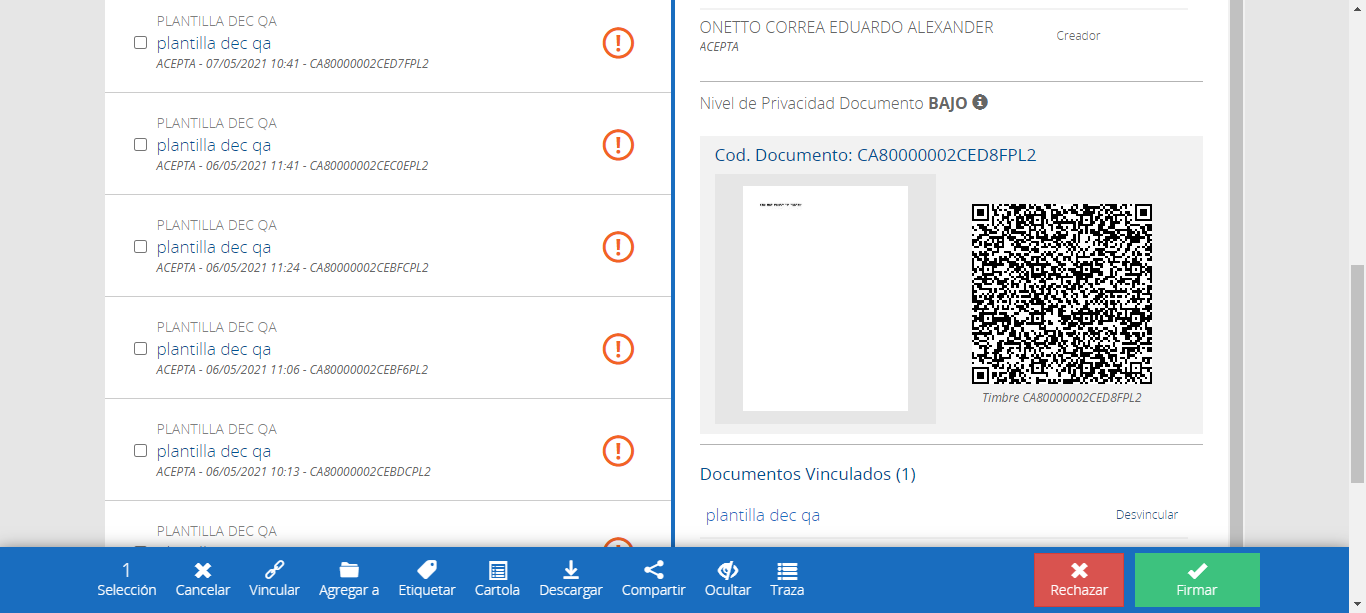 PLANTILLA DEC QA
plantilla dec qa
ACEPTA - 07/05/2021 10:41 - CA80000002CED7FPL2
PLANTILLA DEC QA
plantilla dec qa
ACEPTA - 06/05/2021 11:41 - CA80000002CEC0EPL2
PLANTILLA DEC QA
plantilla dec qa
ACEPTA - 06/05/2021 11:24 - CA80000002CEBFCPL2
PLANTILLA DEC QA
plantilla dec qa
ACEPTA - 06/05/2021 11:06 - CA80000002CEBF6PL2
PLANTILLA DEC QA
plantilla dec qa
ACEPTA - 06/05/2021 10:13 - CA80000002CEBDCPL2
PLANTILLA DEC QA
ONETTO CORREA EDUARDO ALEXANDER
Creador
ACEPTA
Nivel de Privacidad Documento BAJO
Cod. Documento: CA80000002CED8FPL2
Timbre CA80000002CED8FPL2
Documentos Vinculados (1)
plantilla dec qa
Desvincular
1
Selección
Cancelar
Vincular
Agregar a
Etiquetar
Cartola
Descargar
Compartir
Ocultar
Traza
Rechazar
Firmar